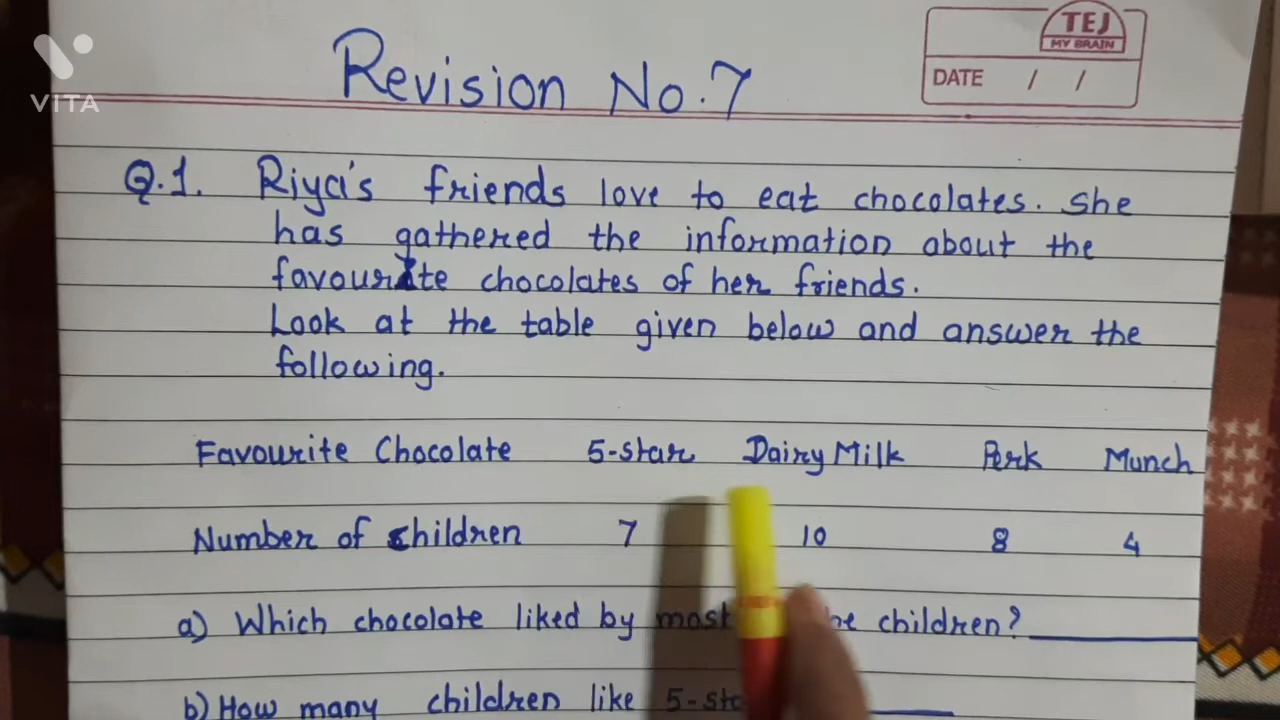 VITA
TEJ
MY BRAIN
DATE / /
Revision No.7
Q.1. Riya's friends love to eat chocolates. She
has gathered the information about the
favourite chocolates of her friends.
Look at the table given below and answer the
following.
Favourite Chocolate 5-star Dairy Milk Perk Munch
Number of children 7 10 8 4
a) Which chocolate liked by most children?
b) How many children like